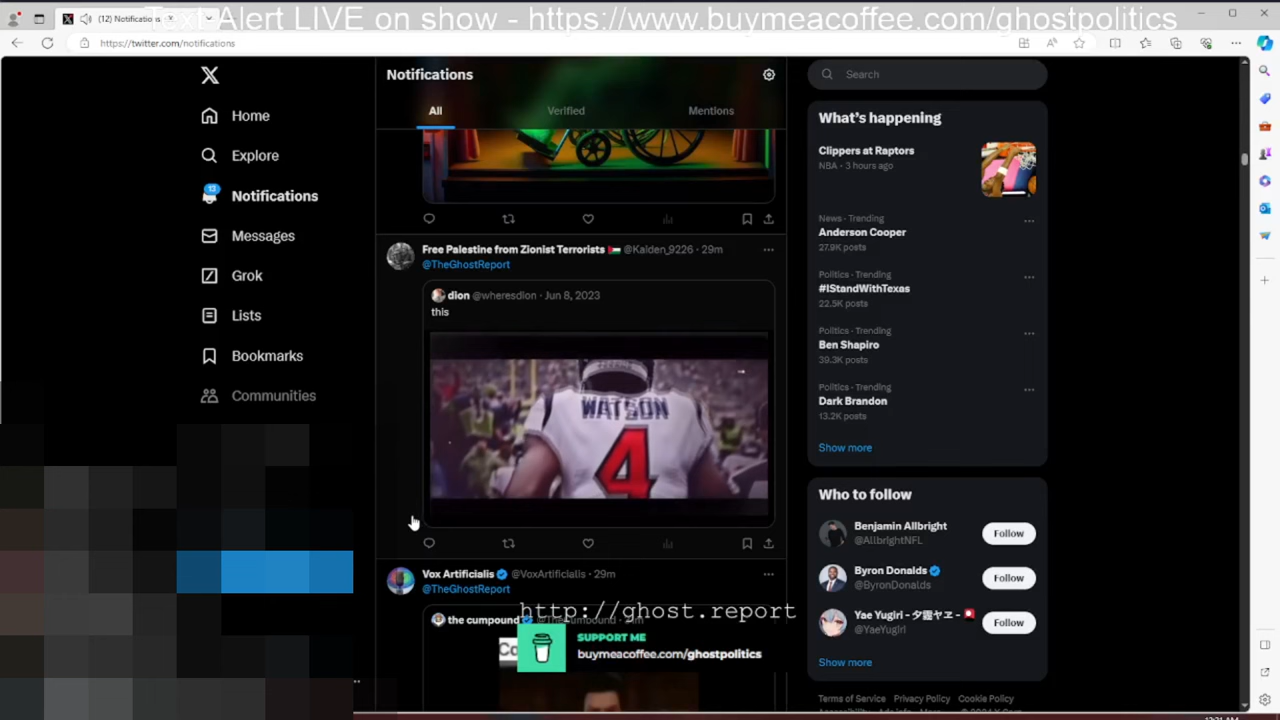 Text Alert LIVE on show - https://www.buymeacoffee.com/ghostpolitics
(12) Notifications
https://twitter.com/notifications
Home
Explore
13
Notifications
Messages
Grok
Lists
Bookmarks
Communities
Notifications
All
Verified
Mentions
Free Palestine from Zionist Terrorists @Kalden_9226 · 29m
@TheGhostReport
dion @wheresdion · Jun 8, 2023
this
TEXANS
WATSON
4
Vox Artificialis @VoxArtificialis · 29m
@TheGhostReport
the cumpound
http://ghost.report
SUPPORT ME
buymeacoffee.com/ghostpolitics
Search
What's happening
Clippers at Raptors
NBA · 3 hours ago
News · Trending
Anderson Cooper
27.9K posts
Politics · Trending
#IStandWithTexas
22.5K posts
Politics · Trending
Ben Shapiro
39.3K posts
Politics · Trending
Dark Brandon
13.2K posts
Show more
Who to follow
Benjamin Allbright
@AllbrightNFL
Follow
Byron Donalds
@ByronDonalds
Follow
Yae Yugiri - 夕霧ヤヱ -
@YaeYugiri
Follow
Show more
Terms of Service Privacy Policy Cookie Policy